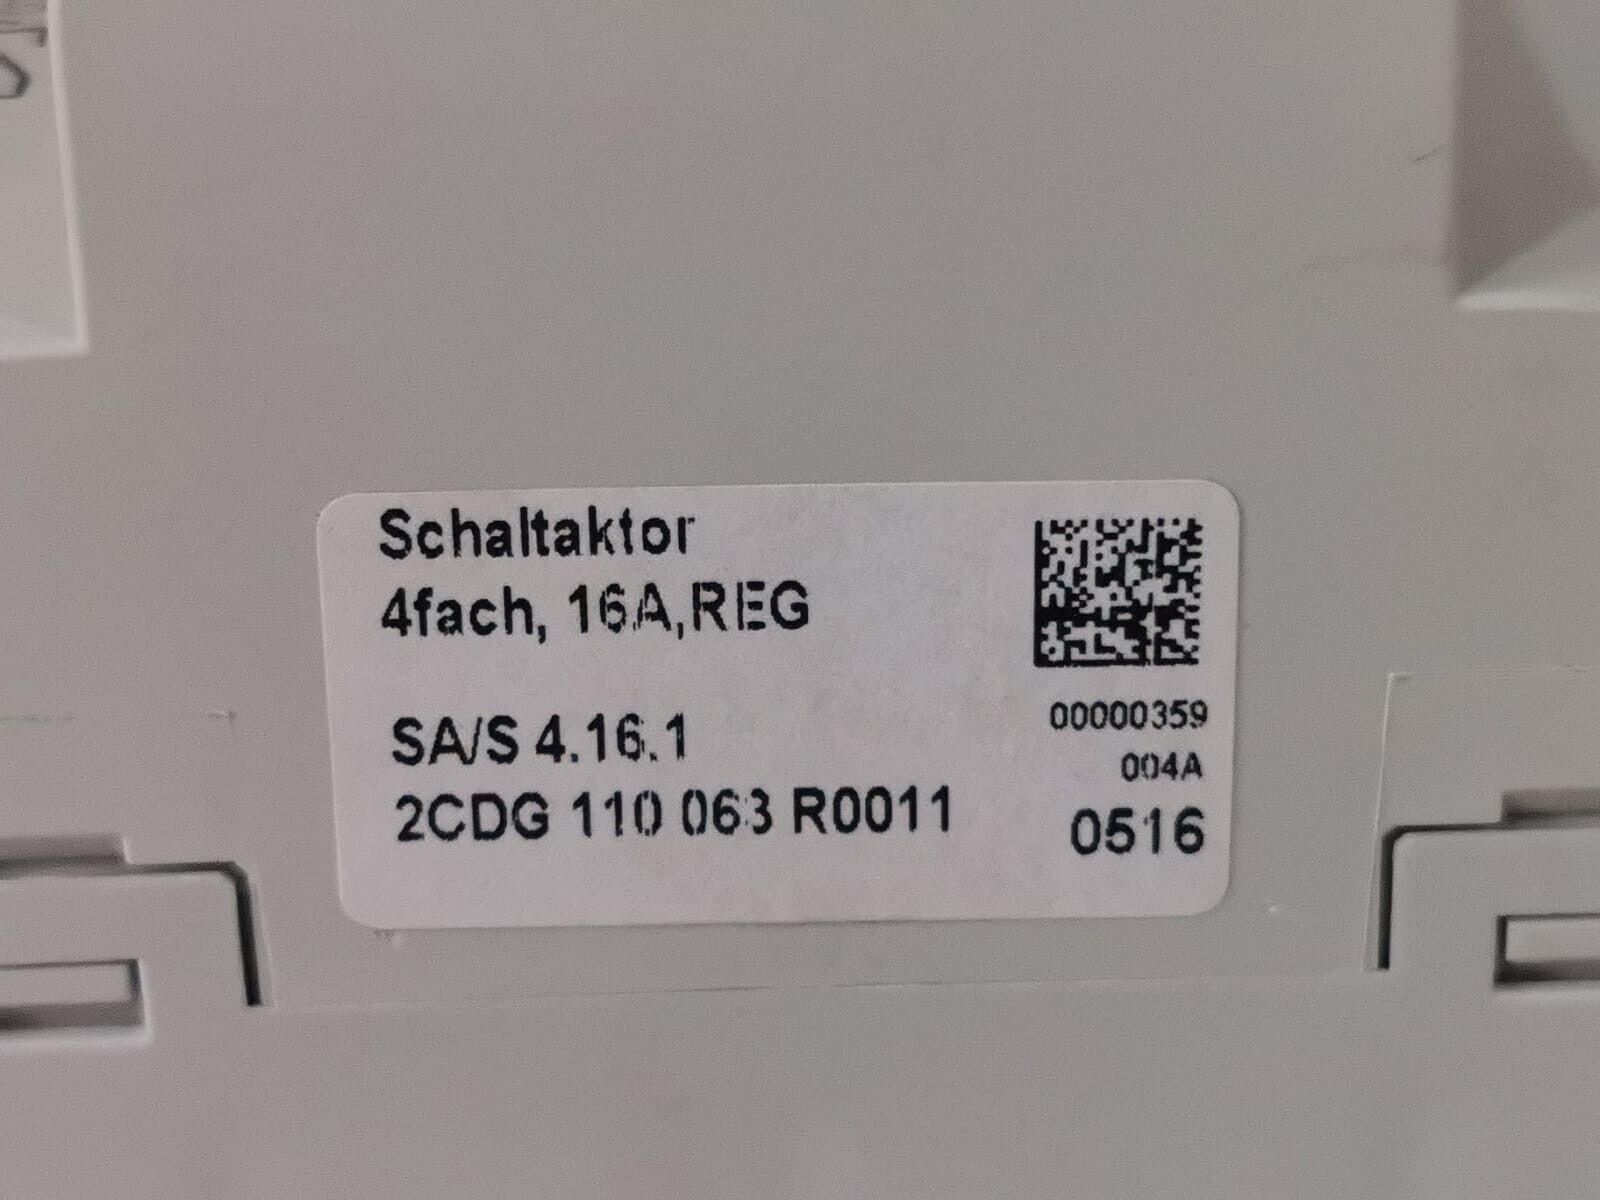 Schaltaktor
4fach, 16A,REG
SA/S 4.16.1
2CDG 110 063 R0011
00000359
004A
0516